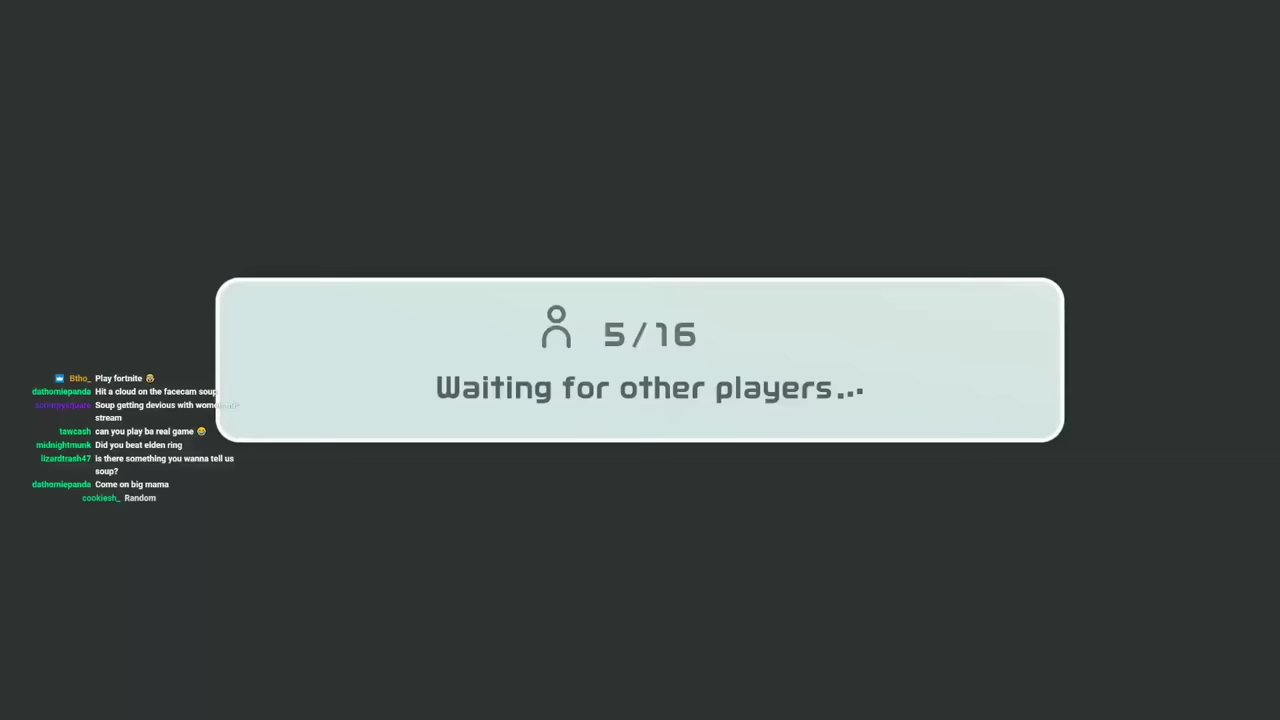 5/16
Waiting for other players...
Btho_ Play fortnite
dathomiepanda Hit a cloud on the facecam soup
Soup getting devious with
stream
tawcash can you play ba real game
midnightmunk Did you beat elden ring
lizardtrash47 is there something you wanna tell us
soup?
dathomiepanda Come on big mama
cookiesh_ Random